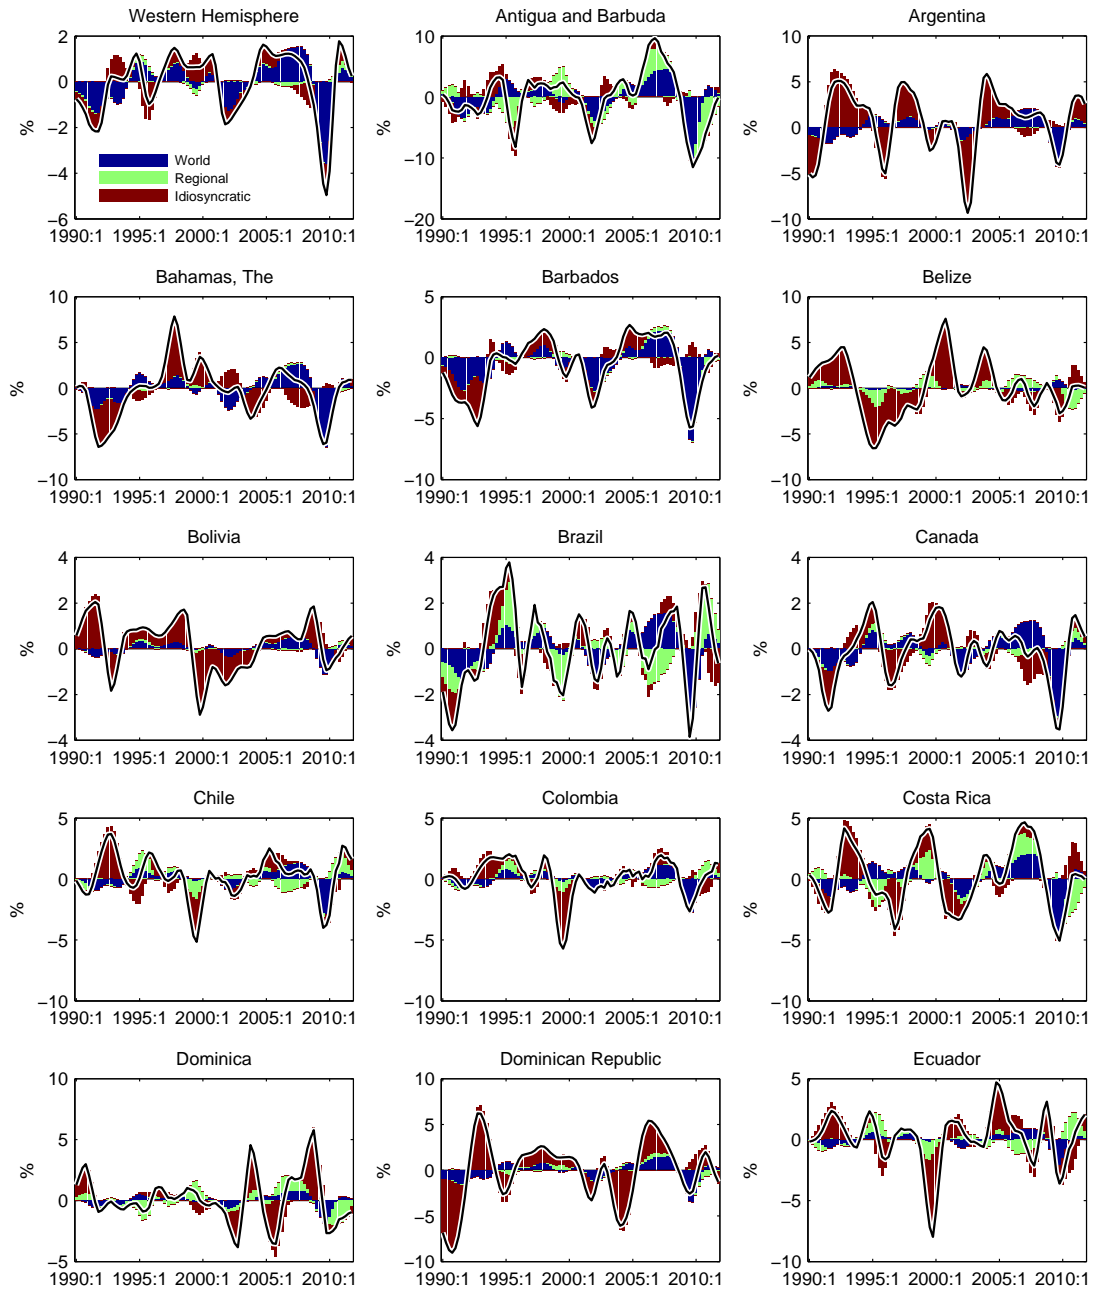 Western Hemisphere
2
0
−2
−4
−6
%
World
Regional
Idiosyncratic
1990:1 1995:1 2000:1 2005:1 2010:1
Antigua and Barbuda
10
0
−10
−20
%
1990:1 1995:1 2000:1 2005:1 2010:1
Argentina
10
5
0
−5
−10
%
1990:1 1995:1 2000:1 2005:1 2010:1
Bahamas, The
10
5
0
−5
−10
%
1990:1 1995:1 2000:1 2005:1 2010:1
Barbados
5
0
−5
−10
%
1990:1 1995:1 2000:1 2005:1 2010:1
Belize
10
5
0
−5
−10
%
1990:1 1995:1 2000:1 2005:1 2010:1
Bolivia
4
2
0
−2
−4
%
1990:1 1995:1 2000:1 2005:1 2010:1
Brazil
4
2
0
−2
−4
%
1990:1 1995:1 2000:1 2005:1 2010:1
Canada
4
2
0
−2
−4
%
1990:1 1995:1 2000:1 2005:1 2010:1
Chile
5
0
−5
−10
%
1990:1 1995:1 2000:1 2005:1 2010:1
Colombia
5
0
−5
−10
%
1990:1 1995:1 2000:1 2005:1 2010:1
Costa Rica
5
0
−5
−10
%
1990:1 1995:1 2000:1 2005:1 2010:1
Dominica
10
5
0
−5
%
1990:1 1995:1 2000:1 2005:1 2010:1
Dominican Republic
10
5
0
−5
−10
%
1990:1 1995:1 2000:1 2005:1 2010:1
Ecuador
5
0
−5
−10
%
1990:1 1995:1 2000:1 2005:1 2010:1